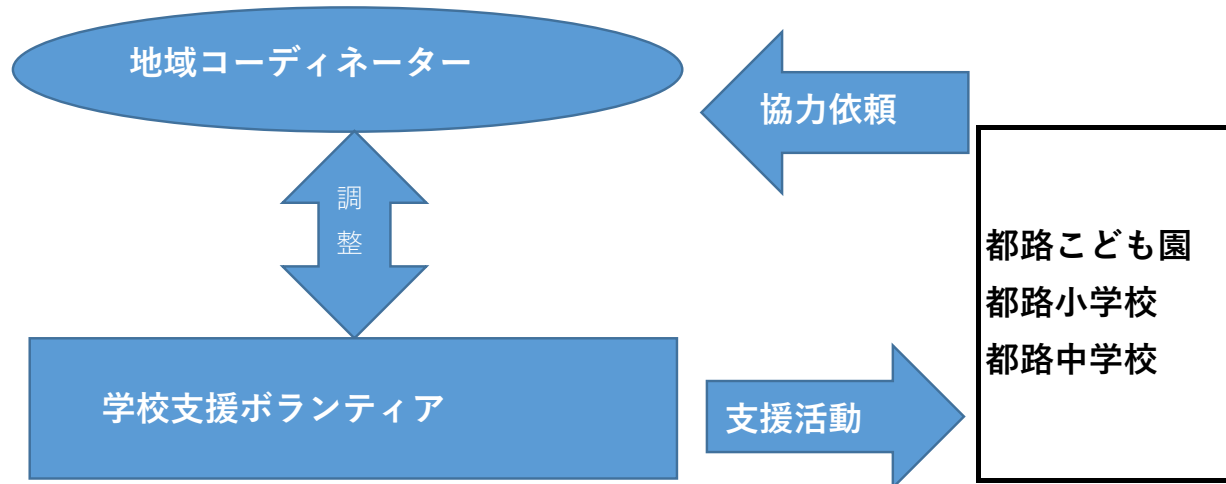 地域コーディネーター
協力依頼
調
整
都路こども園
都路小学校
都路中学校
学校支援ボランティア
支援活動